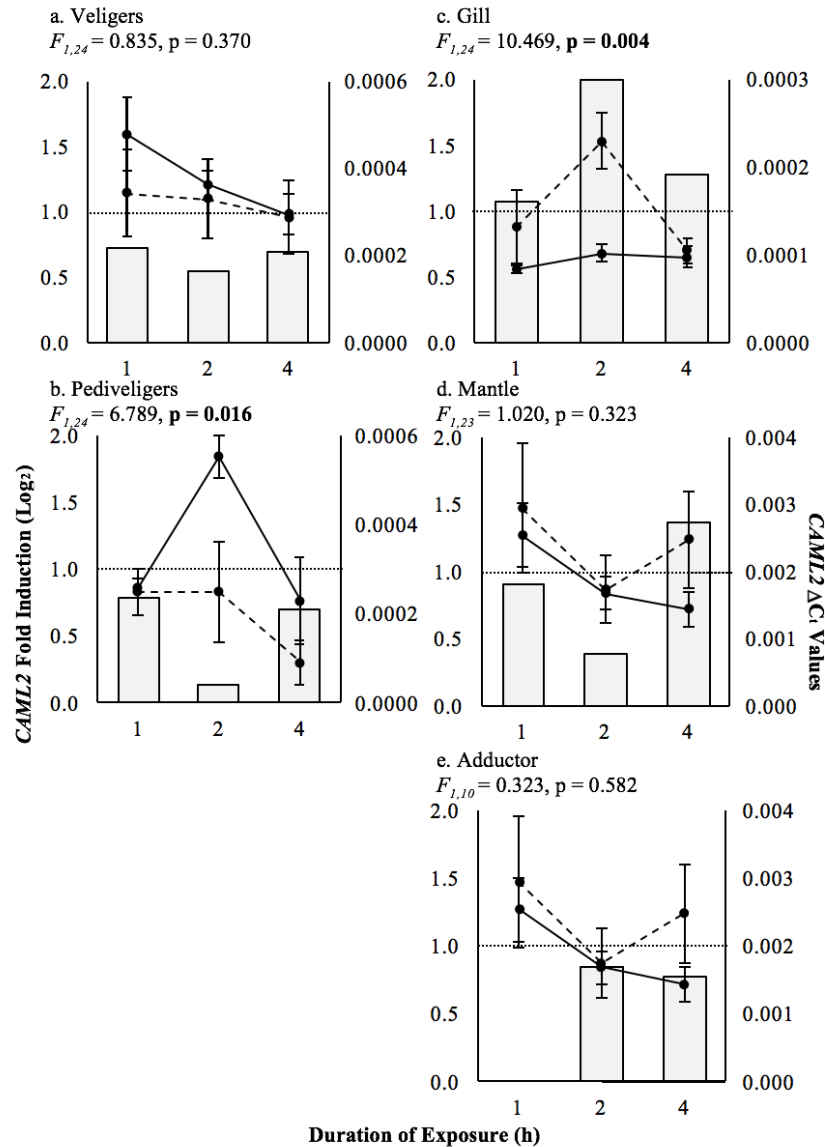 a. Veligers
F1,24 = 0.835, p = 0.370
2.0
1.5
1.0
0.5
0.0
0.0006
0.0004
0.0002
0.0000
1 2 4
b. Pediveligers
F1,24 = 6.789, p = 0.016
2.0
1.5
1.0
0.5
0.0
0.0006
0.0004
0.0002
0.0000
1 2 4
CAML2 Fold Induction (Log2)
c. Gill
F1,24 = 10.469, p = 0.004
2.0
1.5
1.0
0.5
0.0
0.0003
0.0002
0.0001
0.0000
1 2 4
d. Mantle
F1,23 = 1.020, p = 0.323
2.0
1.5
1.0
0.5
0.0
0.004
0.003
0.002
0.001
0.000
1 2 4
CAML2 ΔCt Values
e. Adductor
F1,10 = 0.323, p = 0.582
2.0
1.5
1.0
0.5
0.0
0.004
0.003
0.002
0.001
0.000
1 2 4
Duration of Exposure (h)